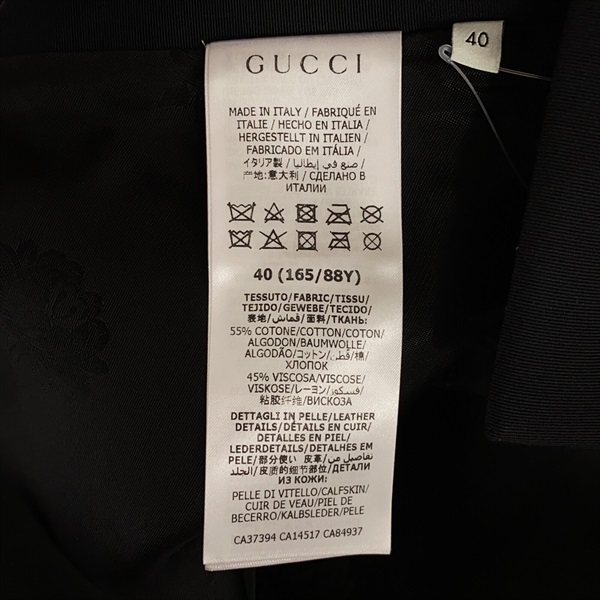 40
GUCCI
MADE IN ITALY / FABRIQUÉ EN
ITALIE / HECHO EN ITALIA /
HERGESTELLT IN ITALIEN /
FABRICADO EM ITÁLIA /
イタリア製 / صنع في إيطاليا /
产地:意大利 / СДЕЛАНО В
ИТАЛИИ
40 (165/88Y)
TESSUTO/FABRIC/TISSU/
TEJIDO/GEWEBE/TECIDO/
表地/قماش/面料/ТКАНЬ:
55% COTONE/COTTON/COTON/
ALGODON/BAUMWOLLE/
ALGODÃO/コットン/قطن/棉/
ХЛОПОК
45% VISCOSA/VISCOSE/
VISKOSE/レーヨン/فسكوز/
粘胶纤维/ВИСКОЗА
DETTAGLI IN PELLE/LEATHER
DETAILS/DÉTAILS EN CUIR/
DETALLES EN PIEL/
LEDERDETAILS/DETALHES EM
PELE/部分使い 皮革/تفاصيل من
الجلد/皮质的细节部位/ДЕТАЛИ
ИЗ КОЖИ:
PELLE DI VITELLO/CALFSKIN/
CUIR DE VEAU/PIEL DE
BECERRO/KALBSLEDER/PELE
CA37394 CA14517 CA84937